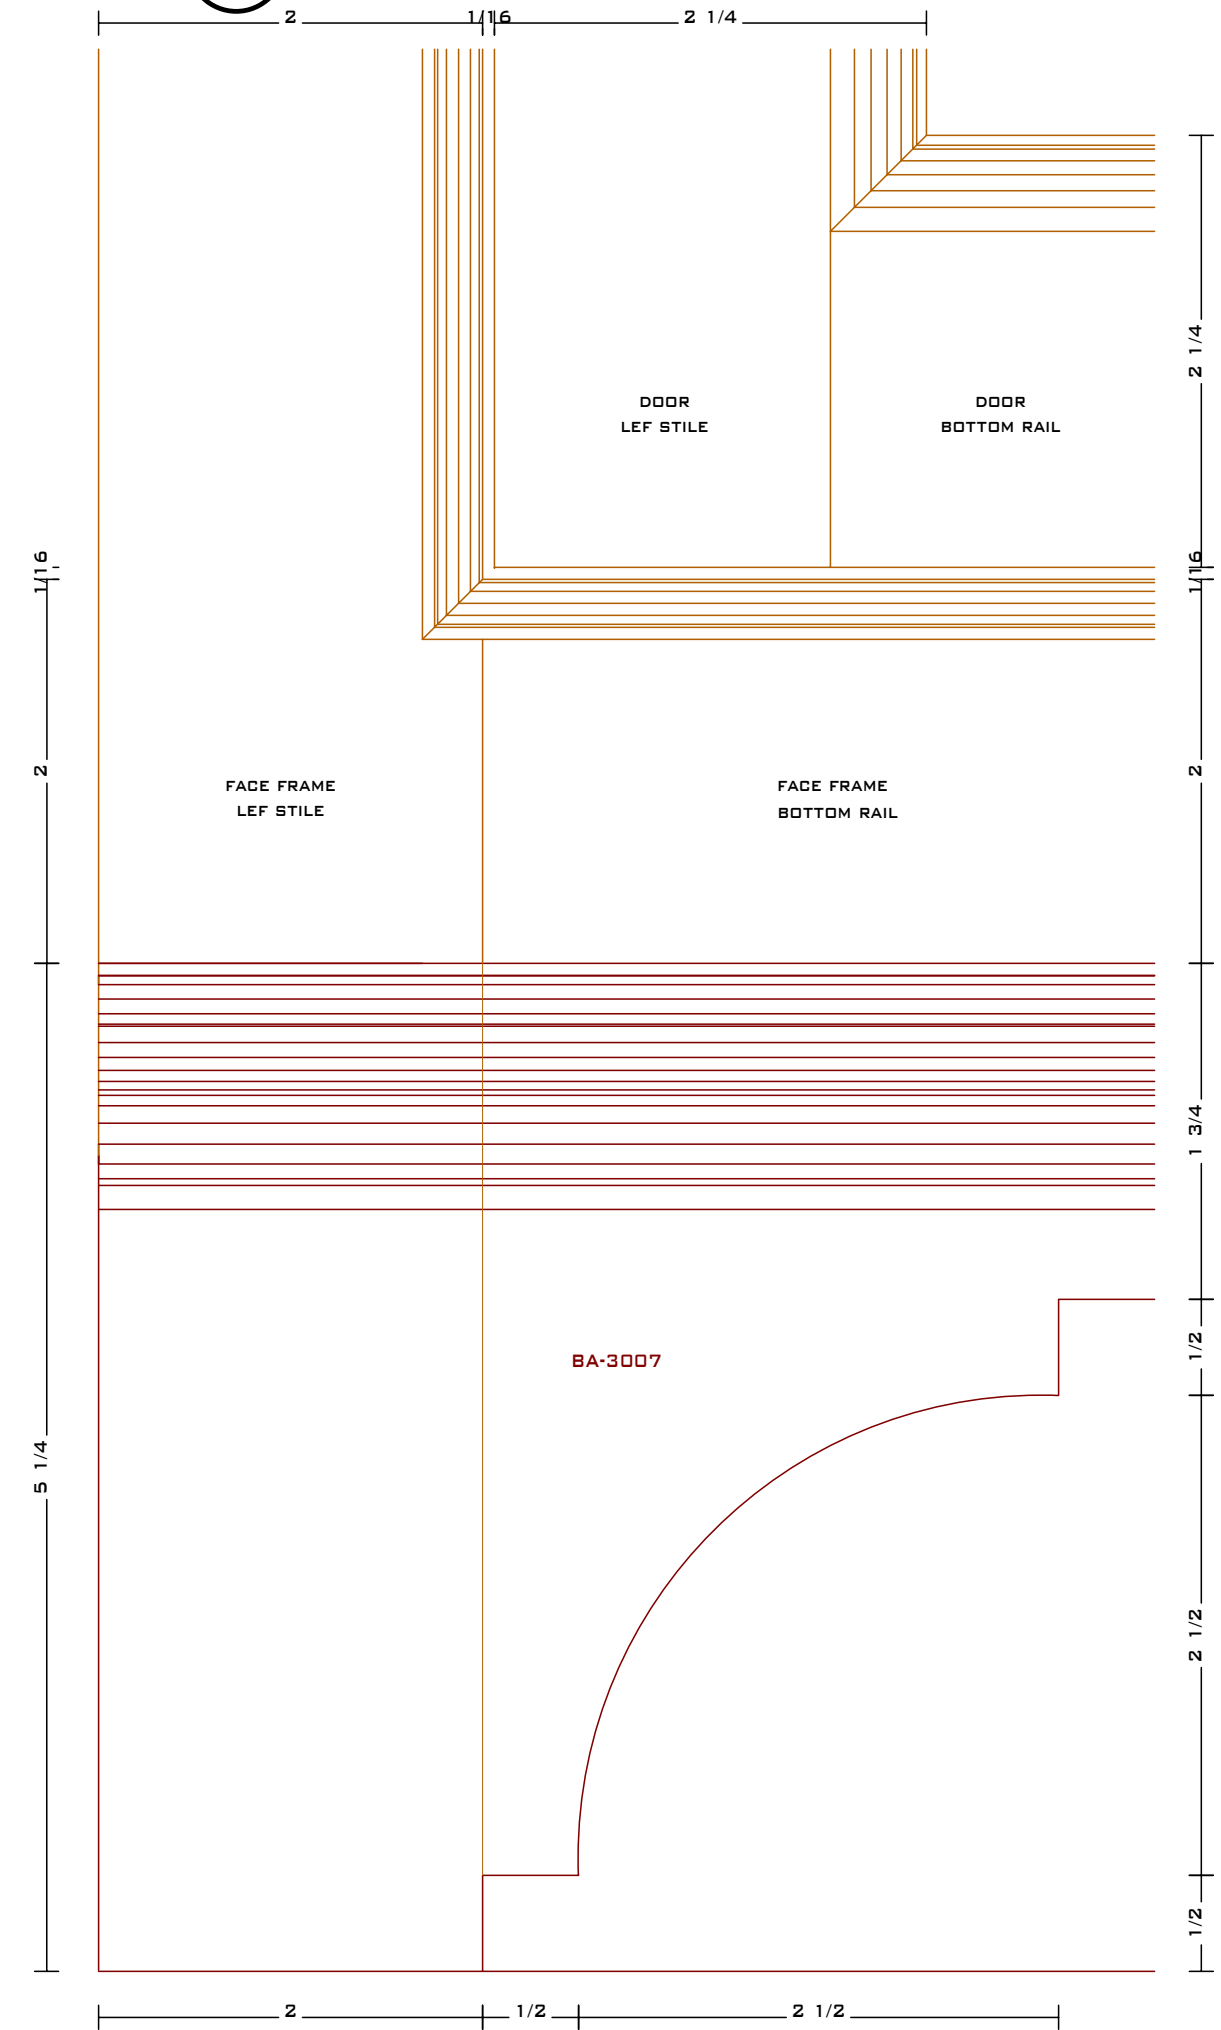 2
1/16
2 1/4
2 1/4
DOOR
LEF STILE
DOOR
BOTTOM RAIL
1/16
1/16
2
2
FACE FRAME
LEF STILE
FACE FRAME
BOTTOM RAIL
1 3/4
BA-3007
1/2
5 1/4
2 1/2
1/2
2
1/2
2 1/2